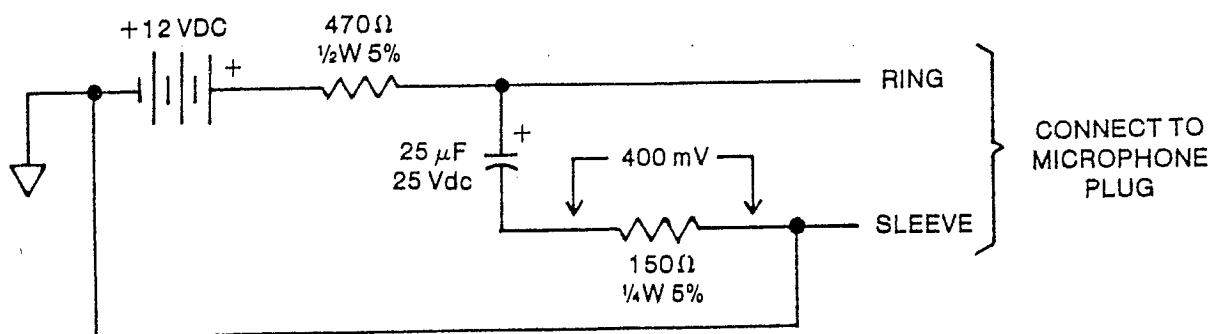 +12 VDC
+
470Ω
½W 5%
RING
+
25 μF
25 Vdc
400 mV
CONNECT TO
MICROPHONE
PLUG
SLEEVE
150Ω
¼W 5%